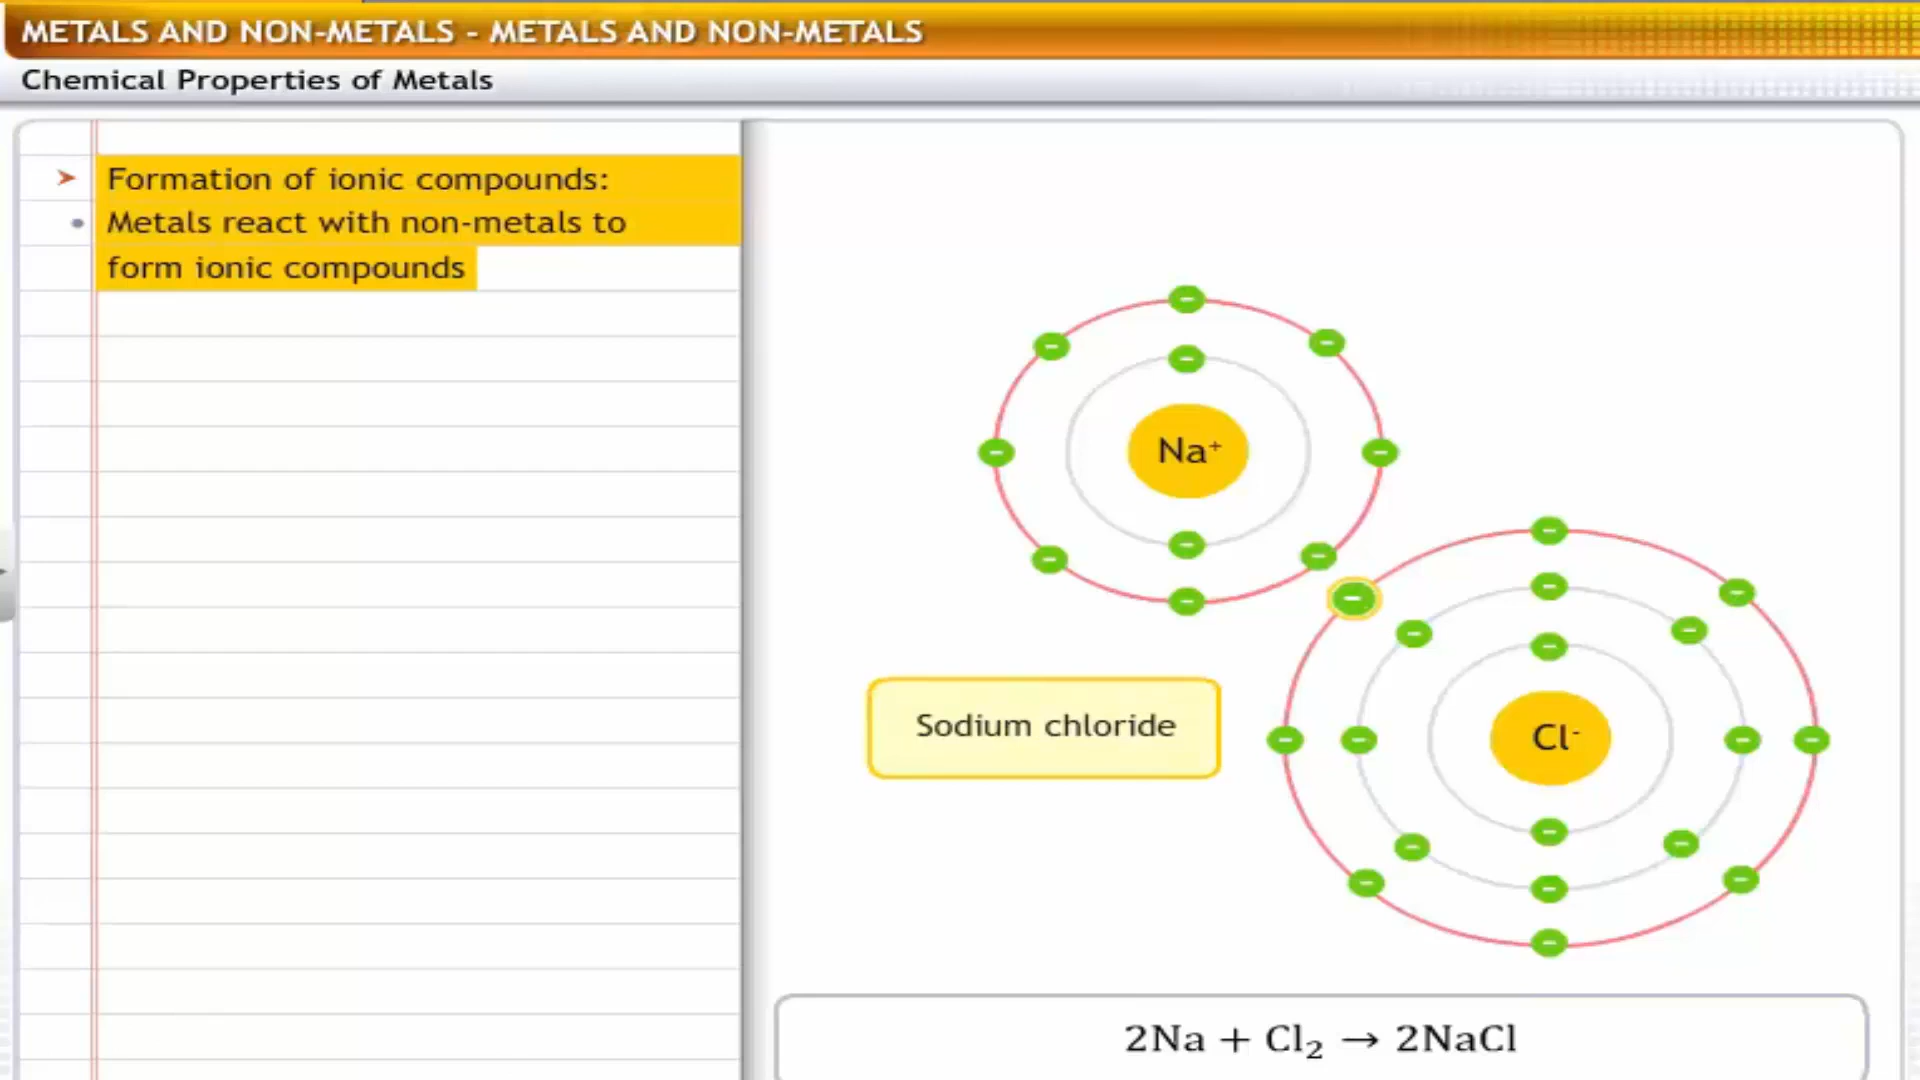 METALS AND NON-METALS - METALS AND NON-METALS
Chemical Properties of Metals
➤ Formation of ionic compounds:
• Metals react with non-metals to
form ionic compounds
Na⁺
Cl⁻
Sodium chloride
2Na + Cl₂ → 2NaCl